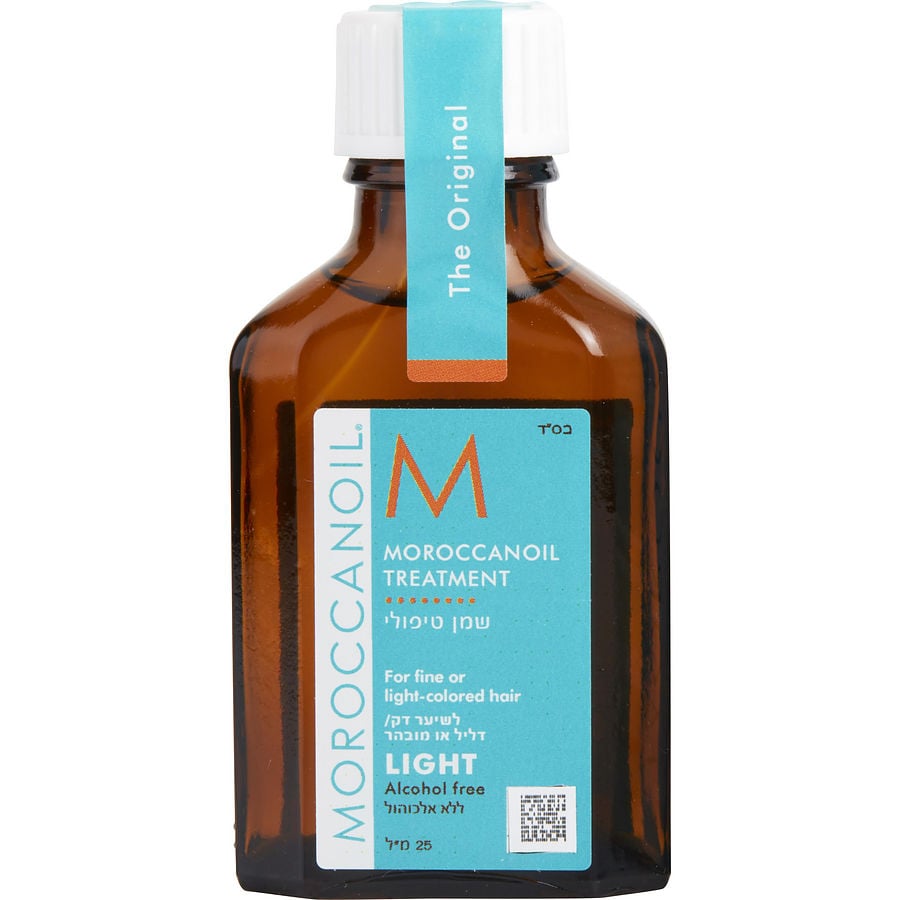 The Original
MOROCCANOIL®
בס"ד
M
MOROCCANOIL
TREATMENT
שמן טיפולי
For fine or
light-colored hair
לשיער דק/
דליל או מובהר
LIGHT
Alcohol free
ללא אלכוהול
25 מ"ל